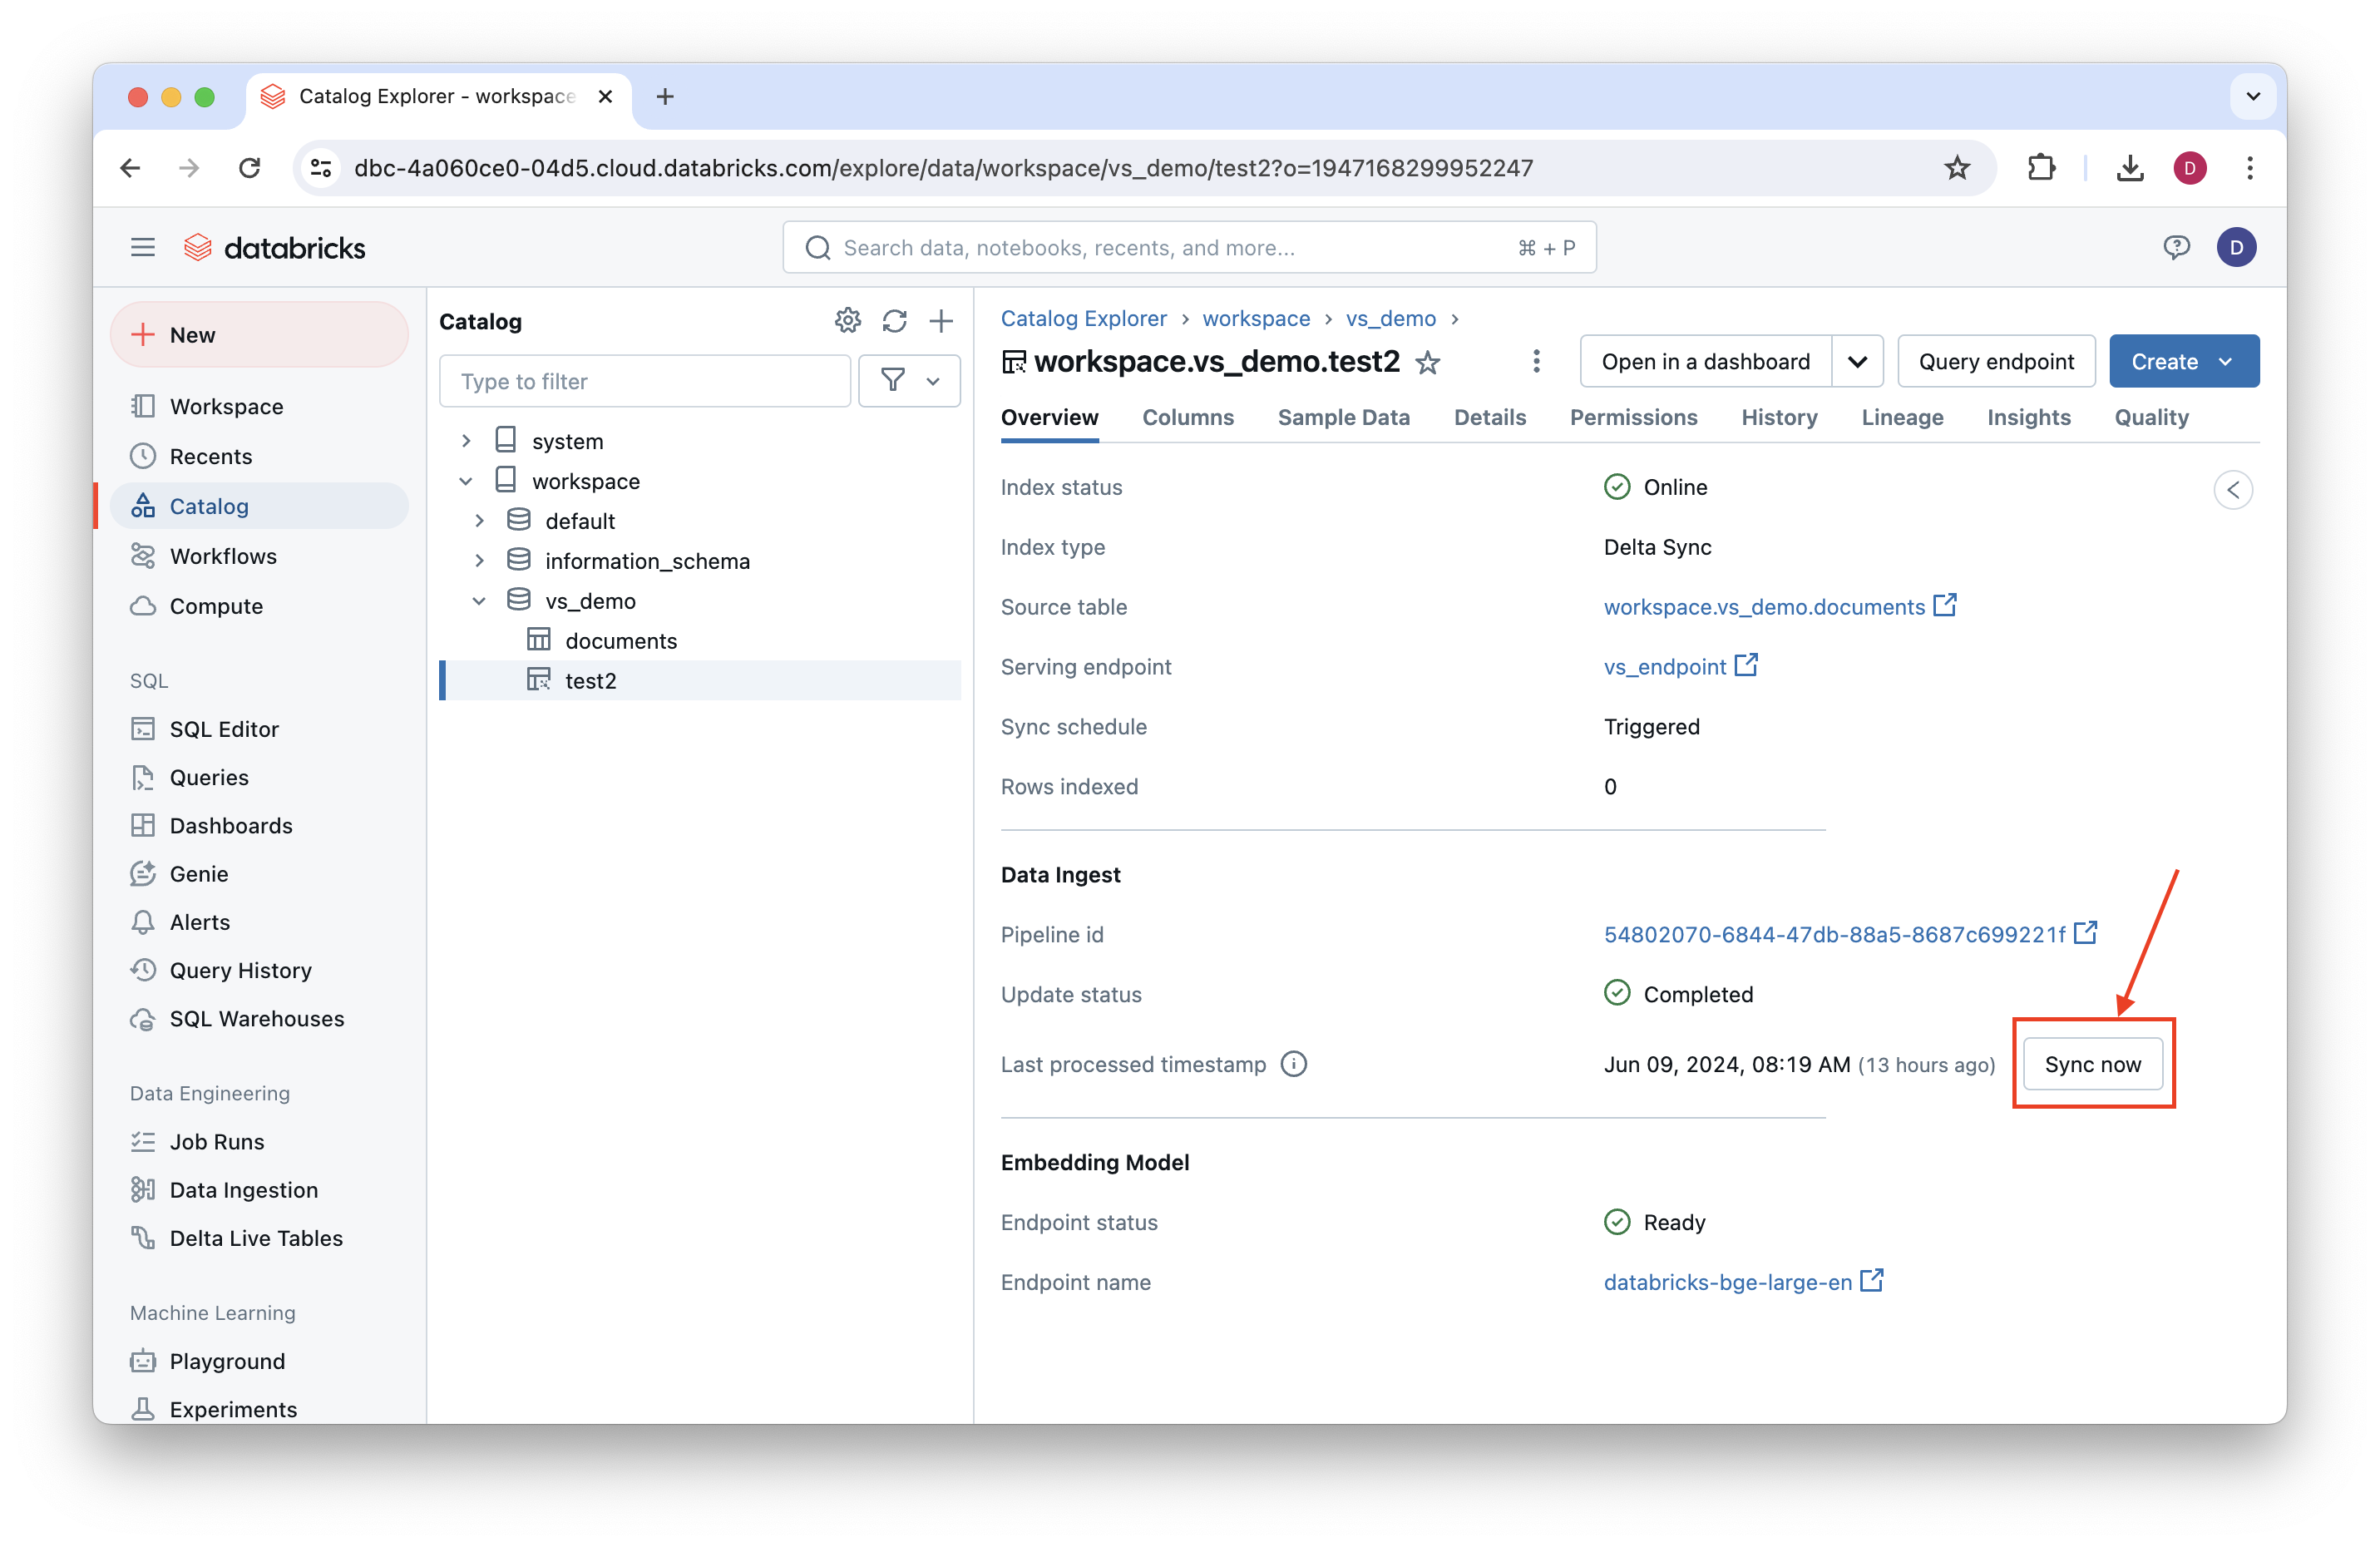 Catalog Explorer - workspace
dbc-4a060ce0-04d5.cloud.databricks.com/explore/data/workspace/vs_demo/test2?o=1947168299952247
D
databricks
Search data, notebooks, recents, and more...
⌘ + P
D
New
Workspace
Recents
Catalog
Workflows
Compute
SQL
SQL Editor
Queries
Dashboards
Genie
Alerts
Query History
SQL Warehouses
Data Engineering
Job Runs
Data Ingestion
Delta Live Tables
Machine Learning
Playground
Experiments
Catalog
Type to filter
system
workspace
default
information_schema
vs_demo
documents
test2
Catalog Explorer > workspace > vs_demo >
workspace.vs_demo.test2
Open in a dashboard
Query endpoint
Create
Overview Columns Sample Data Details Permissions History Lineage Insights Quality
Index status Online
Index type Delta Sync
Source table workspace.vs_demo.documents
Serving endpoint vs_endpoint
Sync schedule Triggered
Rows indexed 0
Data Ingest
Pipeline id 54802070-6844-47db-88a5-8687c699221f
Update status Completed
Last processed timestamp Jun 09, 2024, 08:19 AM (13 hours ago) Sync now
Embedding Model
Endpoint status Ready
Endpoint name databricks-bge-large-en